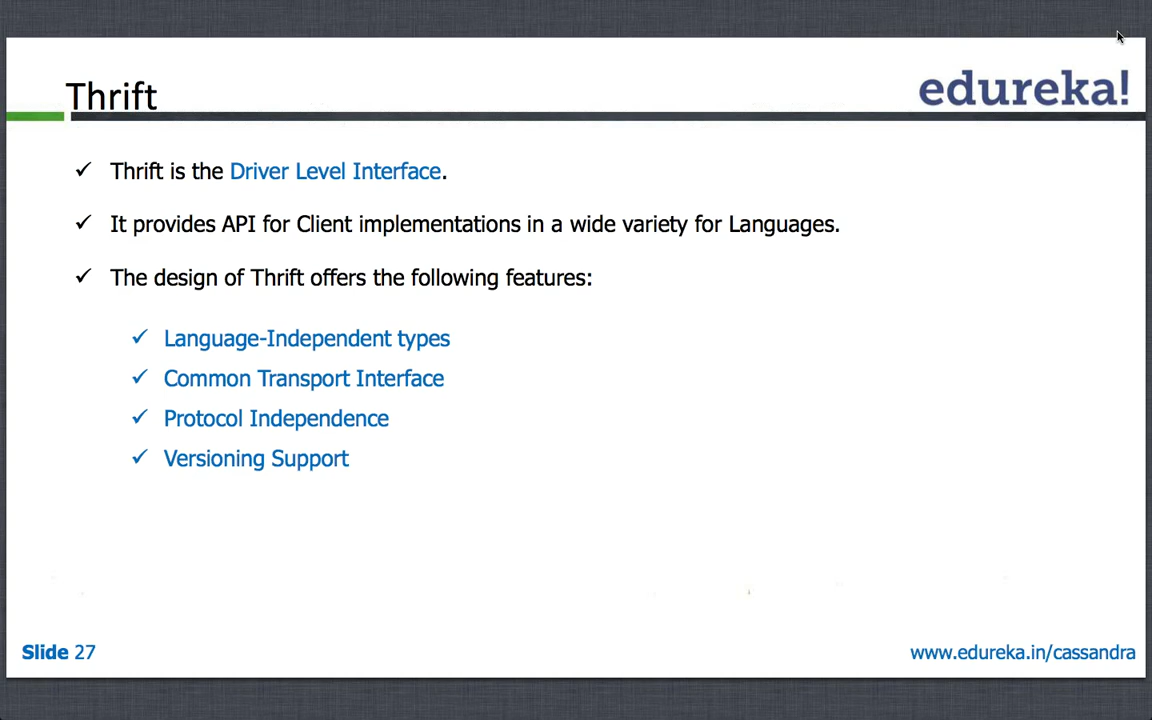 Thrift
edureka!
Thrift is the Driver Level Interface.
It provides API for Client implementations in a wide variety for Languages.
The design of Thrift offers the following features:
Language-Independent types
Common Transport Interface
Protocol Independence
Versioning Support
Slide 27
www.edureka.in/cassandra